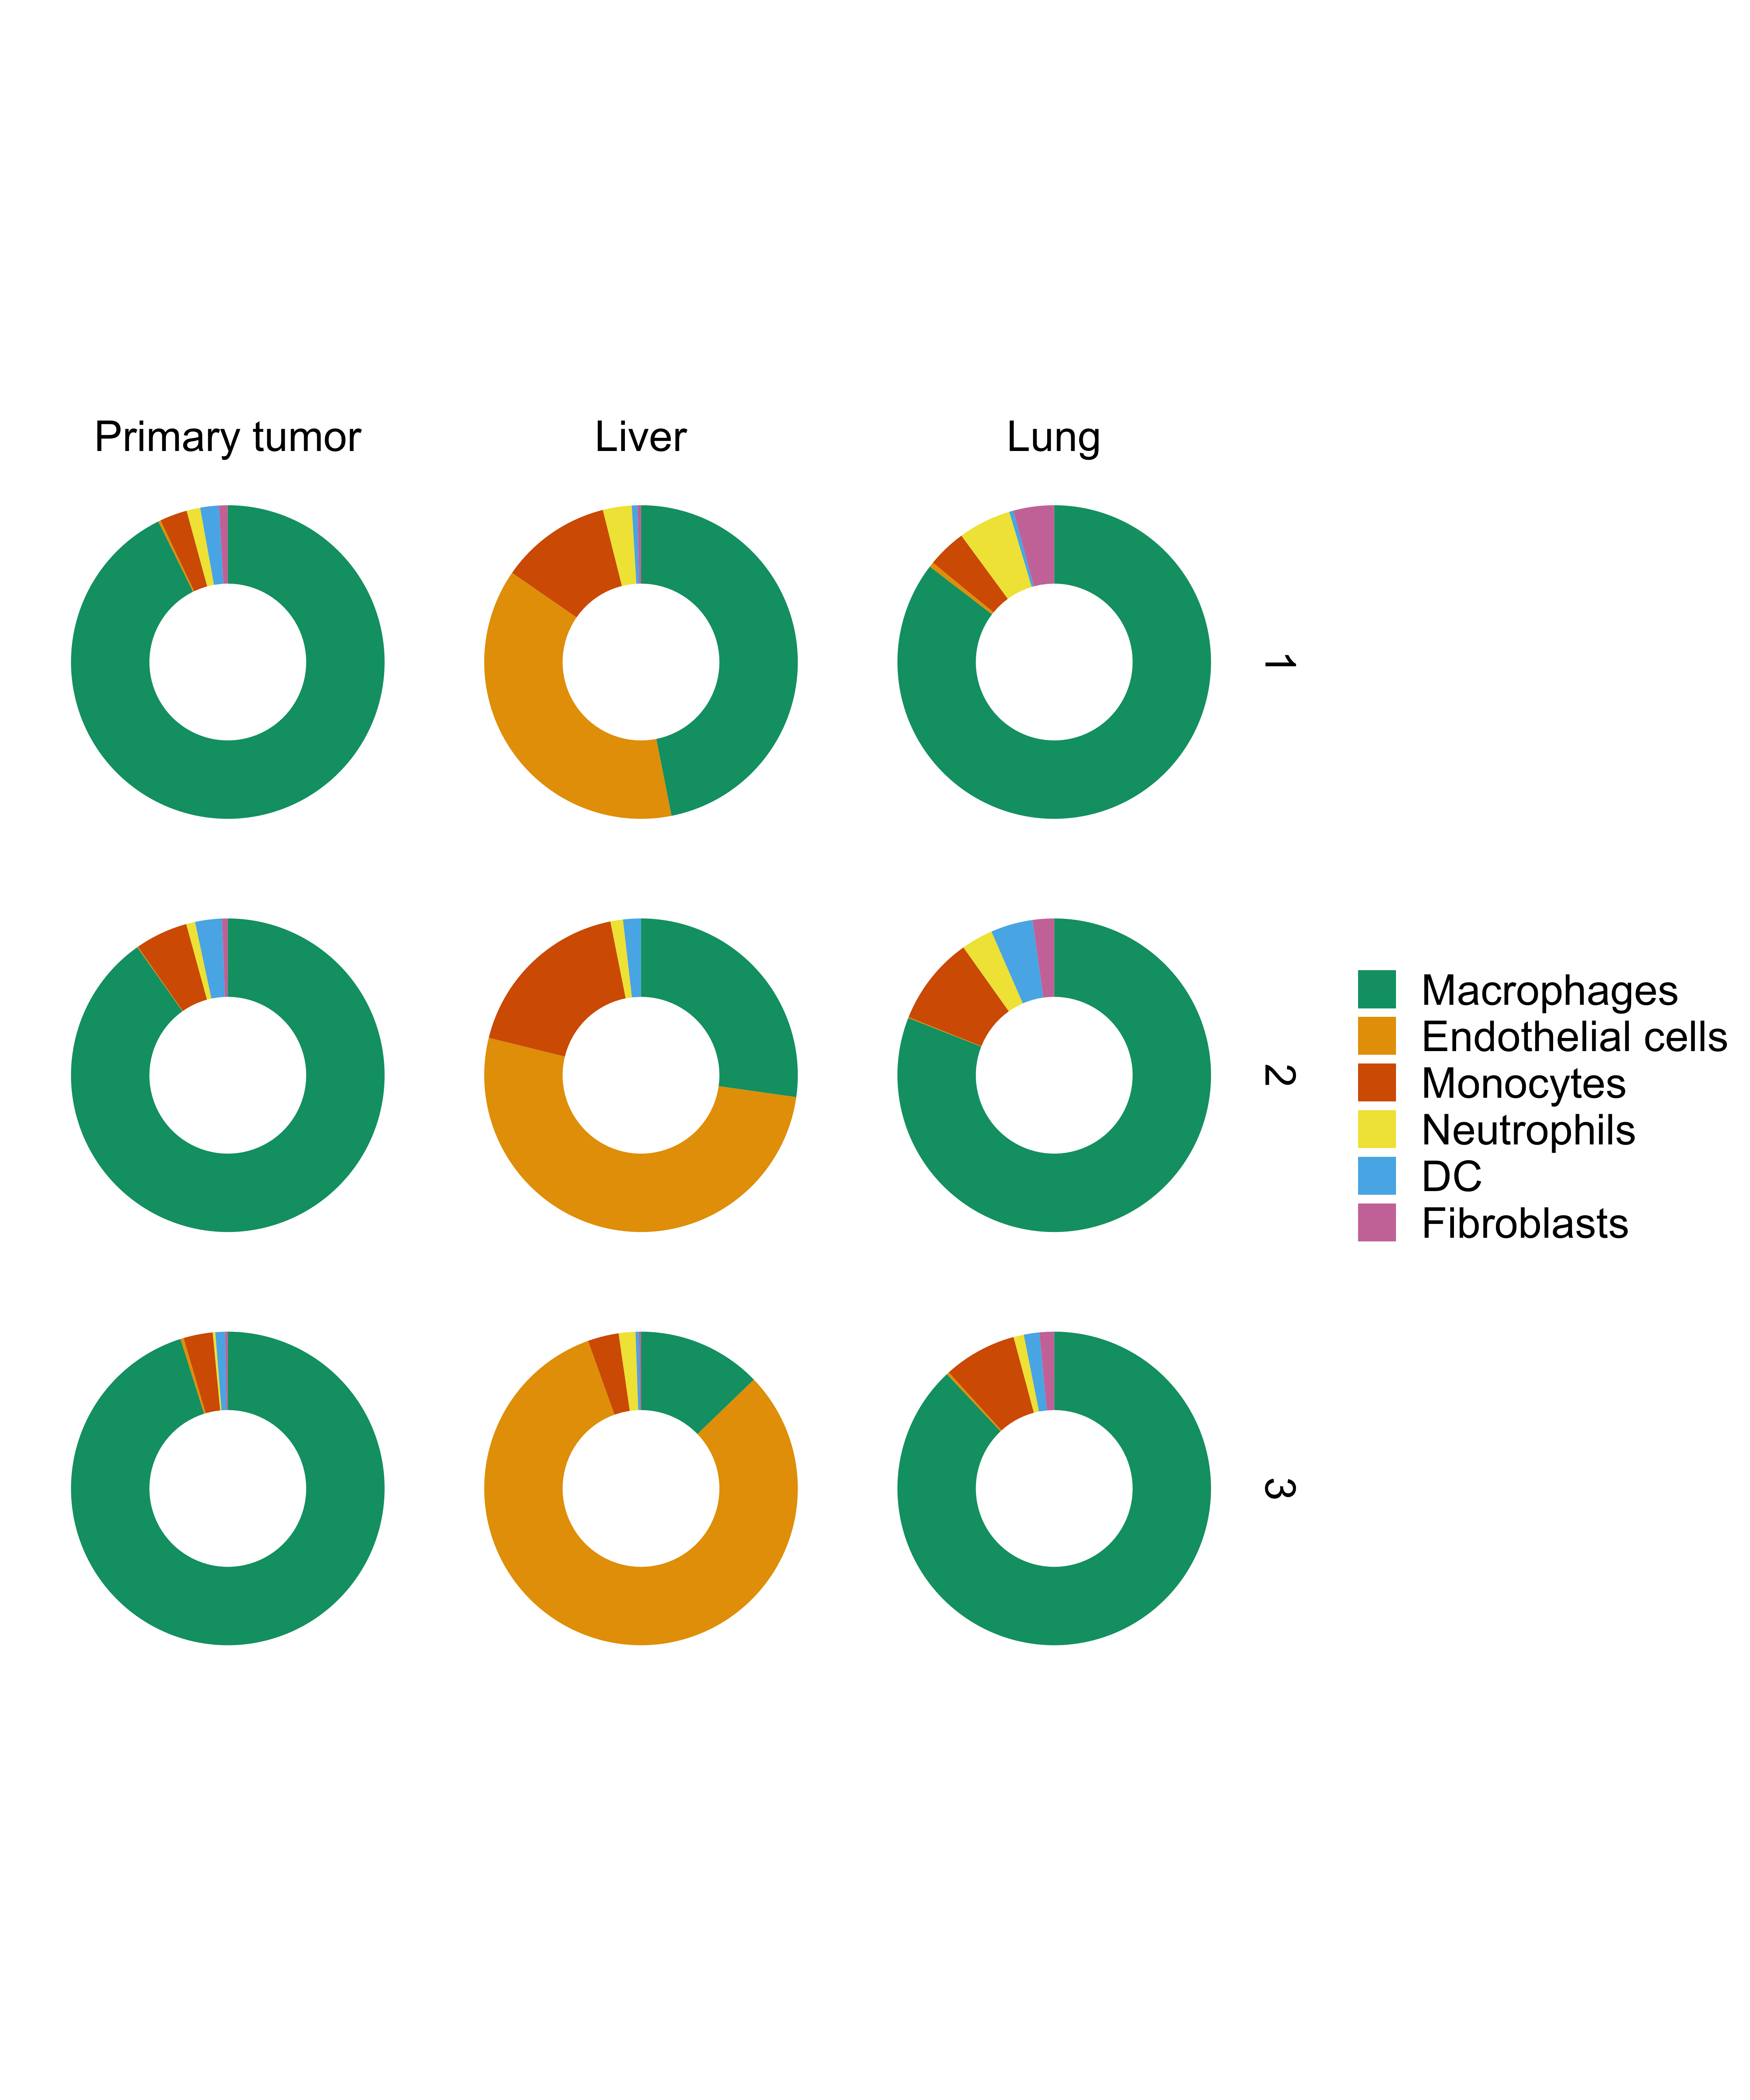 Primary tumor
Liver
Lung
1
2
3
Macrophages
Endothelial cells
Monocytes
Neutrophils
DC
Fibroblasts